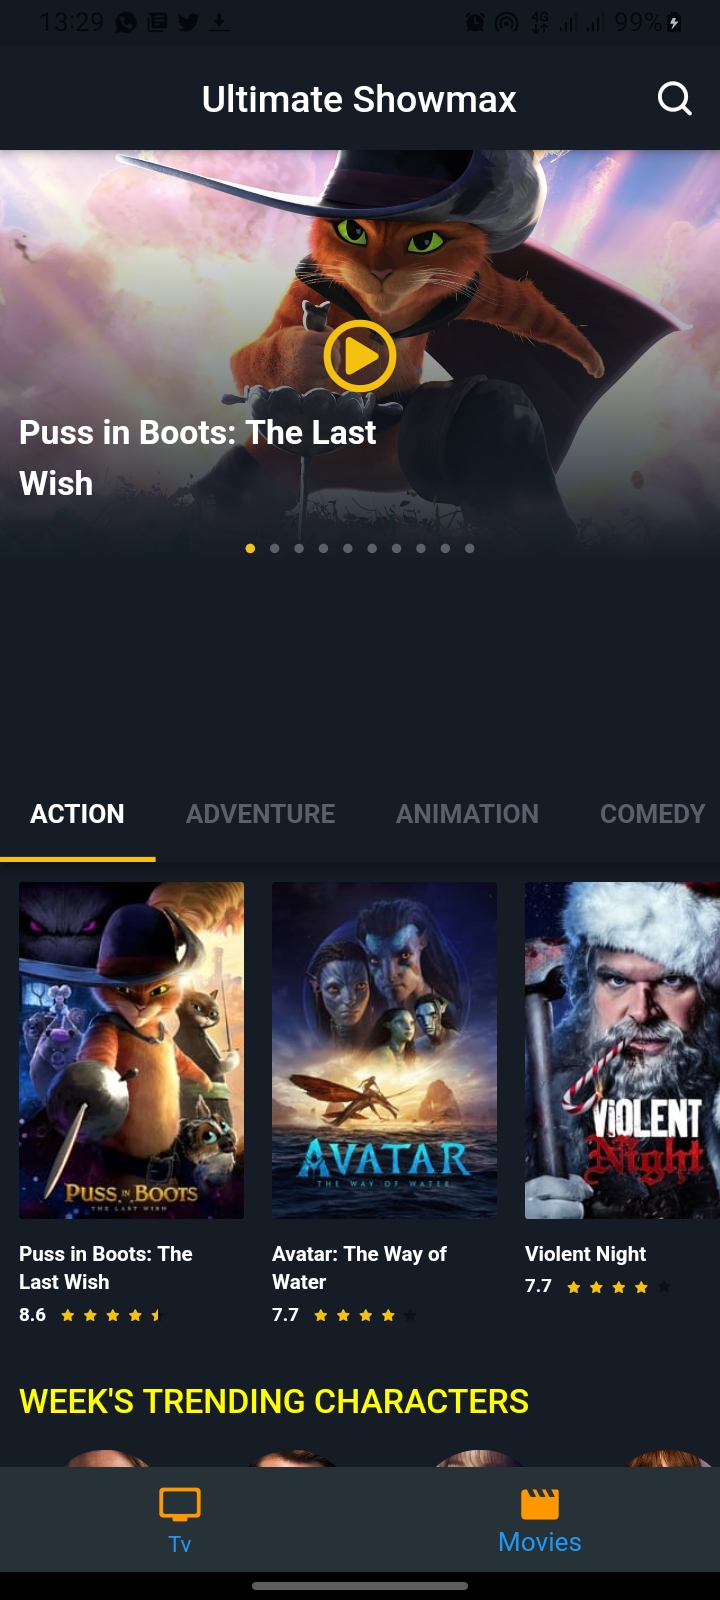 13:29
4G
99%
Ultimate Showmax
Puss in Boots: The Last
Wish
ACTION
ADVENTURE
ANIMATION
COMEDY
PUSS IN BOOTS
THE LAST WISH
AVATAR
THE WAY OF WATER
VIOLENT
Night
Puss in Boots: The
Last Wish
8.6
Avatar: The Way of
Water
7.7
Violent Night
7.7
WEEK'S TRENDING CHARACTERS
Tv
Movies